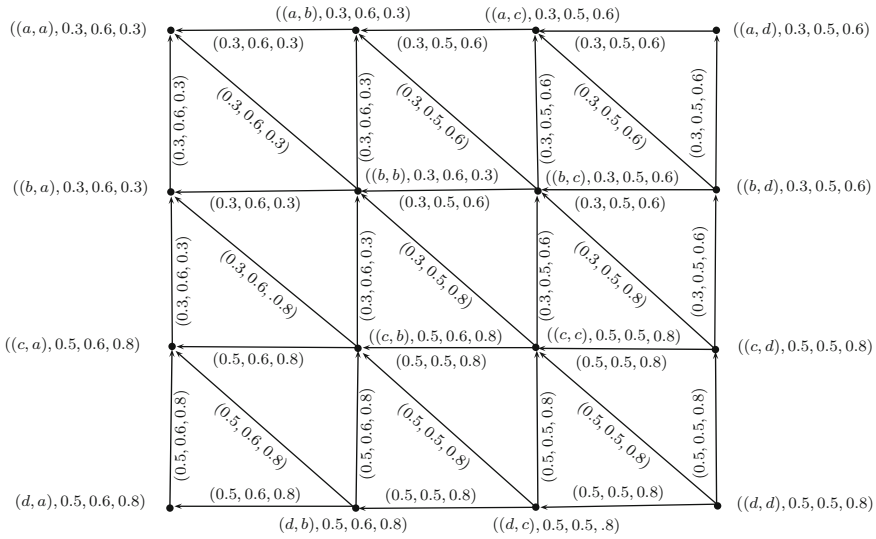 ((a, b), 0.3, 0.6, 0.3) ((a, c), 0.3, 0.5, 0.6)
((a, a), 0.3, 0.6, 0.3) ((a, d), 0.3, 0.5, 0.6)
(0.3, 0.6, 0.3) (0.3, 0.5, 0.6) (0.3, 0.5, 0.6)
(0.3, 0.6, 0.3) (0.3, 0.6, 0.3) (0.3, 0.6, 0.3) (0.3, 0.5, 0.6) (0.3, 0.5, 0.6) (0.3, 0.5, 0.6) (0.3, 0.5, 0.6)
((b, b), 0.3, 0.6, 0.3) ((b, c), 0.3, 0.5, 0.6)
((b, a), 0.3, 0.6, 0.3) ((b, d), 0.3, 0.5, 0.6)
(0.3, 0.6, 0.3) (0.3, 0.5, 0.6) (0.3, 0.5, 0.6)
(0.3, 0.6, 0.3) (0.3, 0.6, .0.8) (0.3, 0.6, 0.3) (0.3, 0.5, 0.8) (0.3, 0.5, 0.6) (0.3, 0.5, 0.8) (0.3, 0.5, 0.6)
((c, b), 0.5, 0.6, 0.8) ((c, c), 0.5, 0.5, 0.8)
((c, a), 0.5, 0.6, 0.8) ((c, d), 0.5, 0.5, 0.8)
(0.5, 0.6, 0.8) (0.5, 0.5, 0.8) (0.5, 0.5, 0.8)
(0.5, 0.6, 0.8) (0.5, 0.6, 0.8) (0.5, 0.6, 0.8) (0.5, 0.5, 0.8) (0.5, 0.5, 0.8) (0.5, 0.5, 0.8) (0.5, 0.5, 0.8)
(0.5, 0.6, 0.8) (0.5, 0.5, 0.8) (0.5, 0.5, 0.8)
(d, a), 0.5, 0.6, 0.8) ((d, d), 0.5, 0.5, 0.8)
(d, b), 0.5, 0.6, 0.8) ((d, c), 0.5, 0.5, .8)